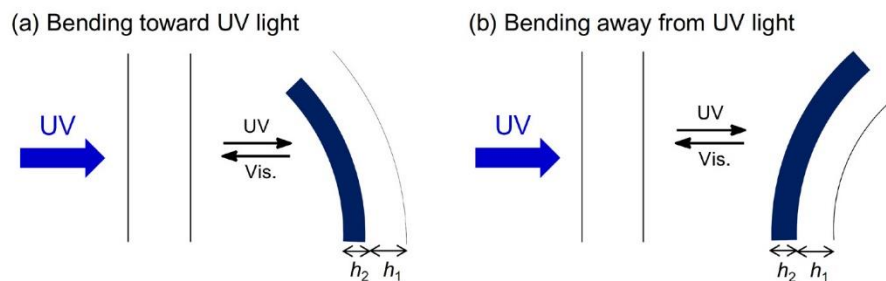 (a) Bending toward UV light
(b) Bending away from UV light
UV
UV
Vis.
h2
h1
UV
UV
Vis.
h2
h1